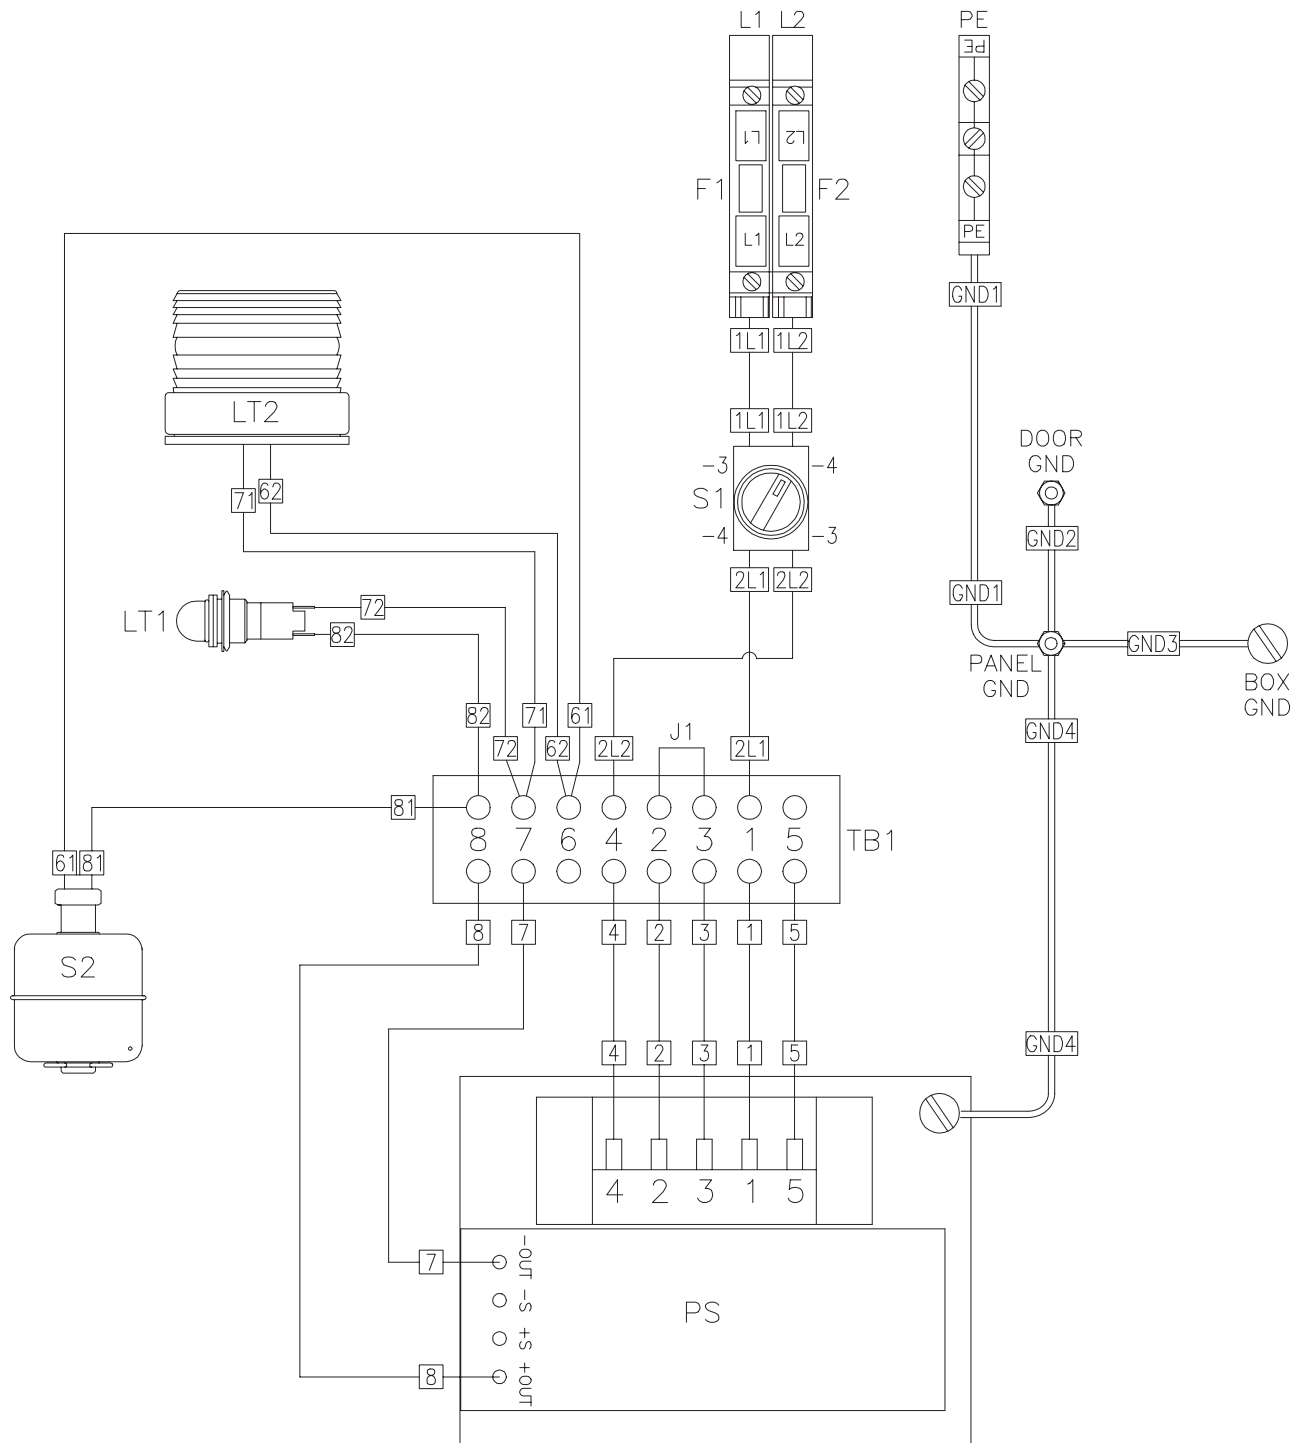 L1 L2
PE
PE
L1 L2
F1 F2
L1 L2
PE
GND1
1L1 1L2
LT2
1L1 1L2
DOOR
GND
-3 -4
S1
71 62
-4 -3
GND2
2L1 2L2
GND1
72
LT1
82
GND3
PANEL
GND
BOX
GND
82 71 61
GND4
J1
72 62 2L2 2L1
81
8 7 6 4 2 3 1 5
TB1
61 81
8 7 4 2 3 1 5
S2
GND4
4 2 3 1 5
4 2 3 1 5
7
-OUT
-S
+S
+OUT
PS
8